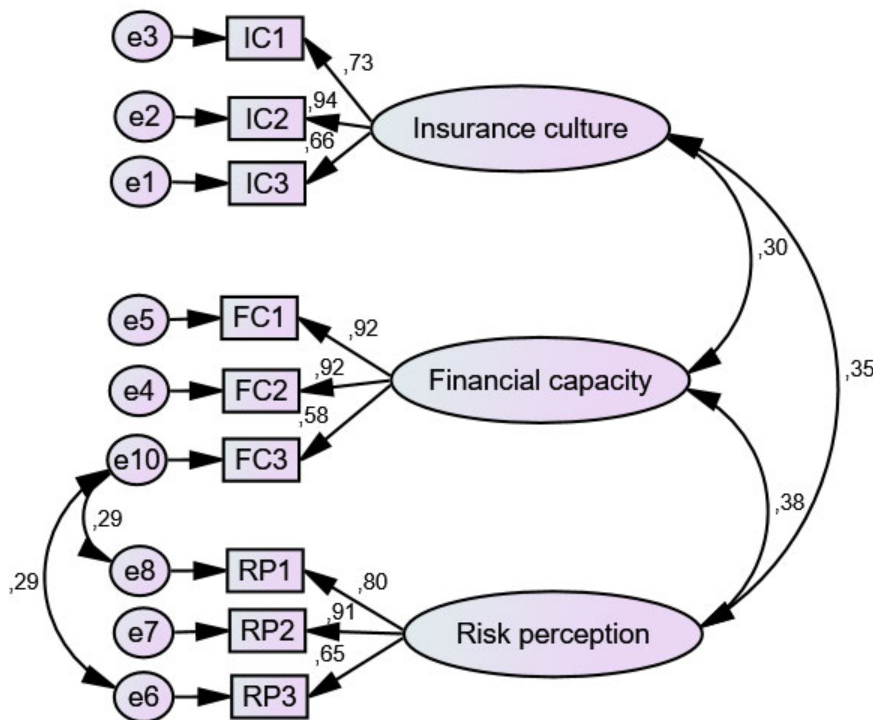 e3 IC1 ,73
e2 IC2 ,94 Insurance culture
e1 IC3 ,66
,30
e5 FC1 ,92
e4 FC2 ,92 Financial capacity ,35
e10 FC3 ,58
,38
,29
,29
e8 RP1 ,80
e7 RP2 ,91 Risk perception
e6 RP3 ,65